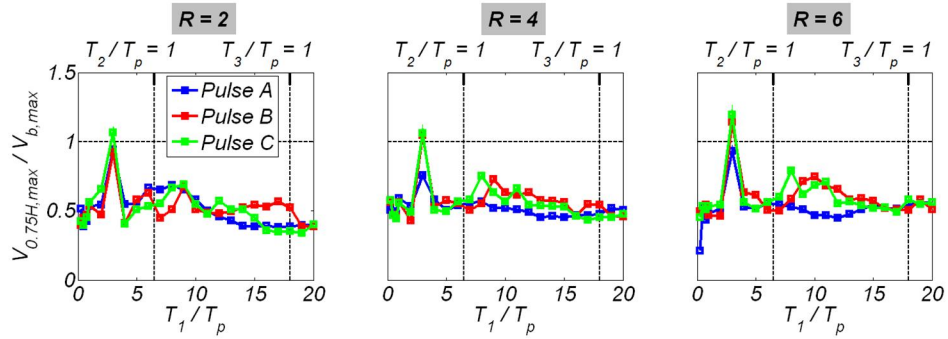 R = 2
R = 4
R = 6
T2 / Tp = 1 T3 / Tp = 1
T2 / Tp = 1 T3 / Tp = 1
T2 / Tp = 1 T3 / Tp = 1
V0.75H,max / Vb,max
1.5
1
0.5
0
Pulse A
Pulse B
Pulse C
0 5 10 15 20
0 5 10 15 20
0 5 10 15 20
T1 / Tp
T1 / Tp
T1 / Tp